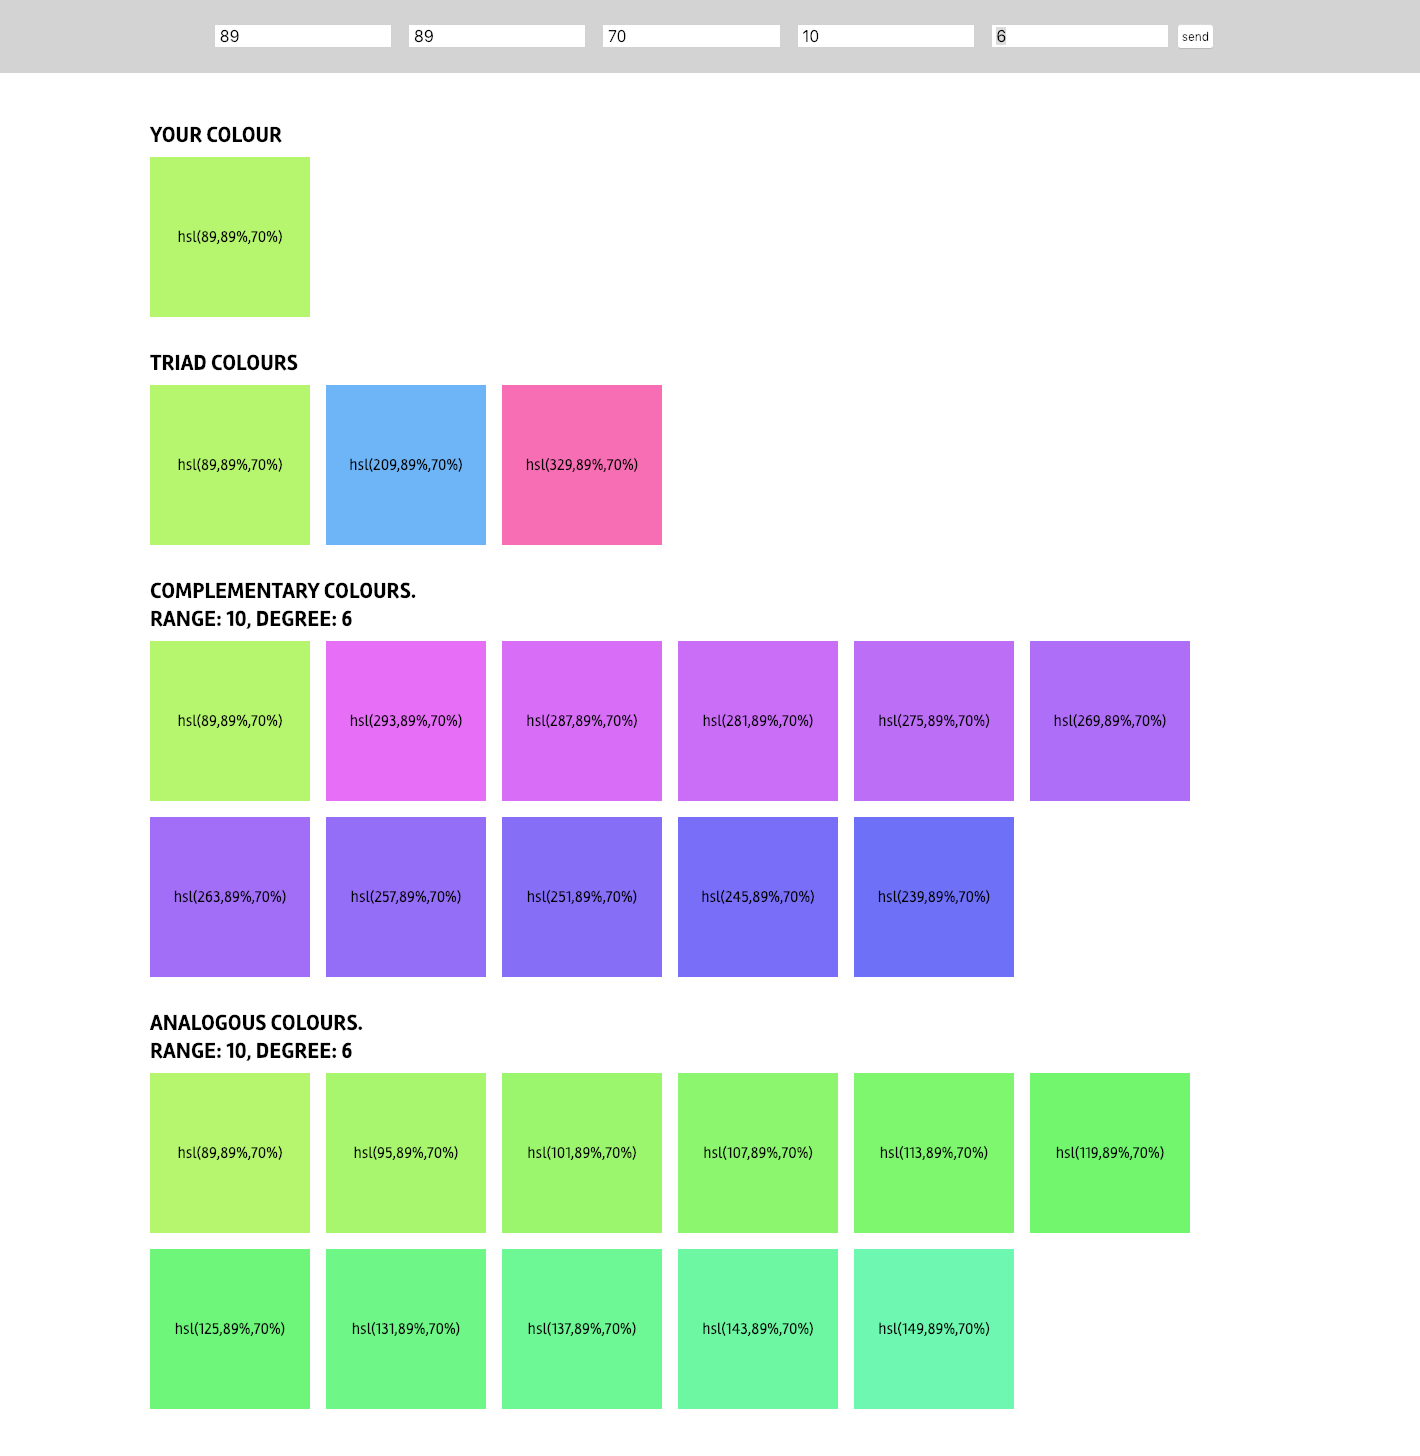 89 89 70 10 6 send
YOUR COLOUR
hsl(89,89%,70%)
TRIAD COLOURS
hsl(89,89%,70%) hsl(209,89%,70%) hsl(329,89%,70%)
COMPLEMENTARY COLOURS.
RANGE: 10, DEGREE: 6
hsl(89,89%,70%) hsl(293,89%,70%) hsl(287,89%,70%) hsl(281,89%,70%) hsl(275,89%,70%) hsl(269,89%,70%)
hsl(263,89%,70%) hsl(257,89%,70%) hsl(251,89%,70%) hsl(245,89%,70%) hsl(239,89%,70%)
ANALOGOUS COLOURS.
RANGE: 10, DEGREE: 6
hsl(89,89%,70%) hsl(95,89%,70%) hsl(101,89%,70%) hsl(107,89%,70%) hsl(113,89%,70%) hsl(119,89%,70%)
hsl(125,89%,70%) hsl(131,89%,70%) hsl(137,89%,70%) hsl(143,89%,70%) hsl(149,89%,70%)